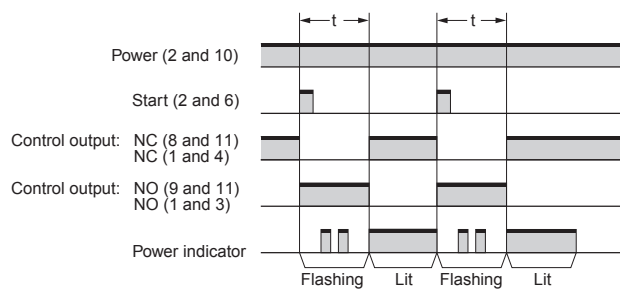 t t
Power (2 and 10)
Start (2 and 6)
Control output: NC (8 and 11)
NC (1 and 4)
Control output: NO (9 and 11)
NO (1 and 3)
Power indicator
Flashing Lit Flashing Lit